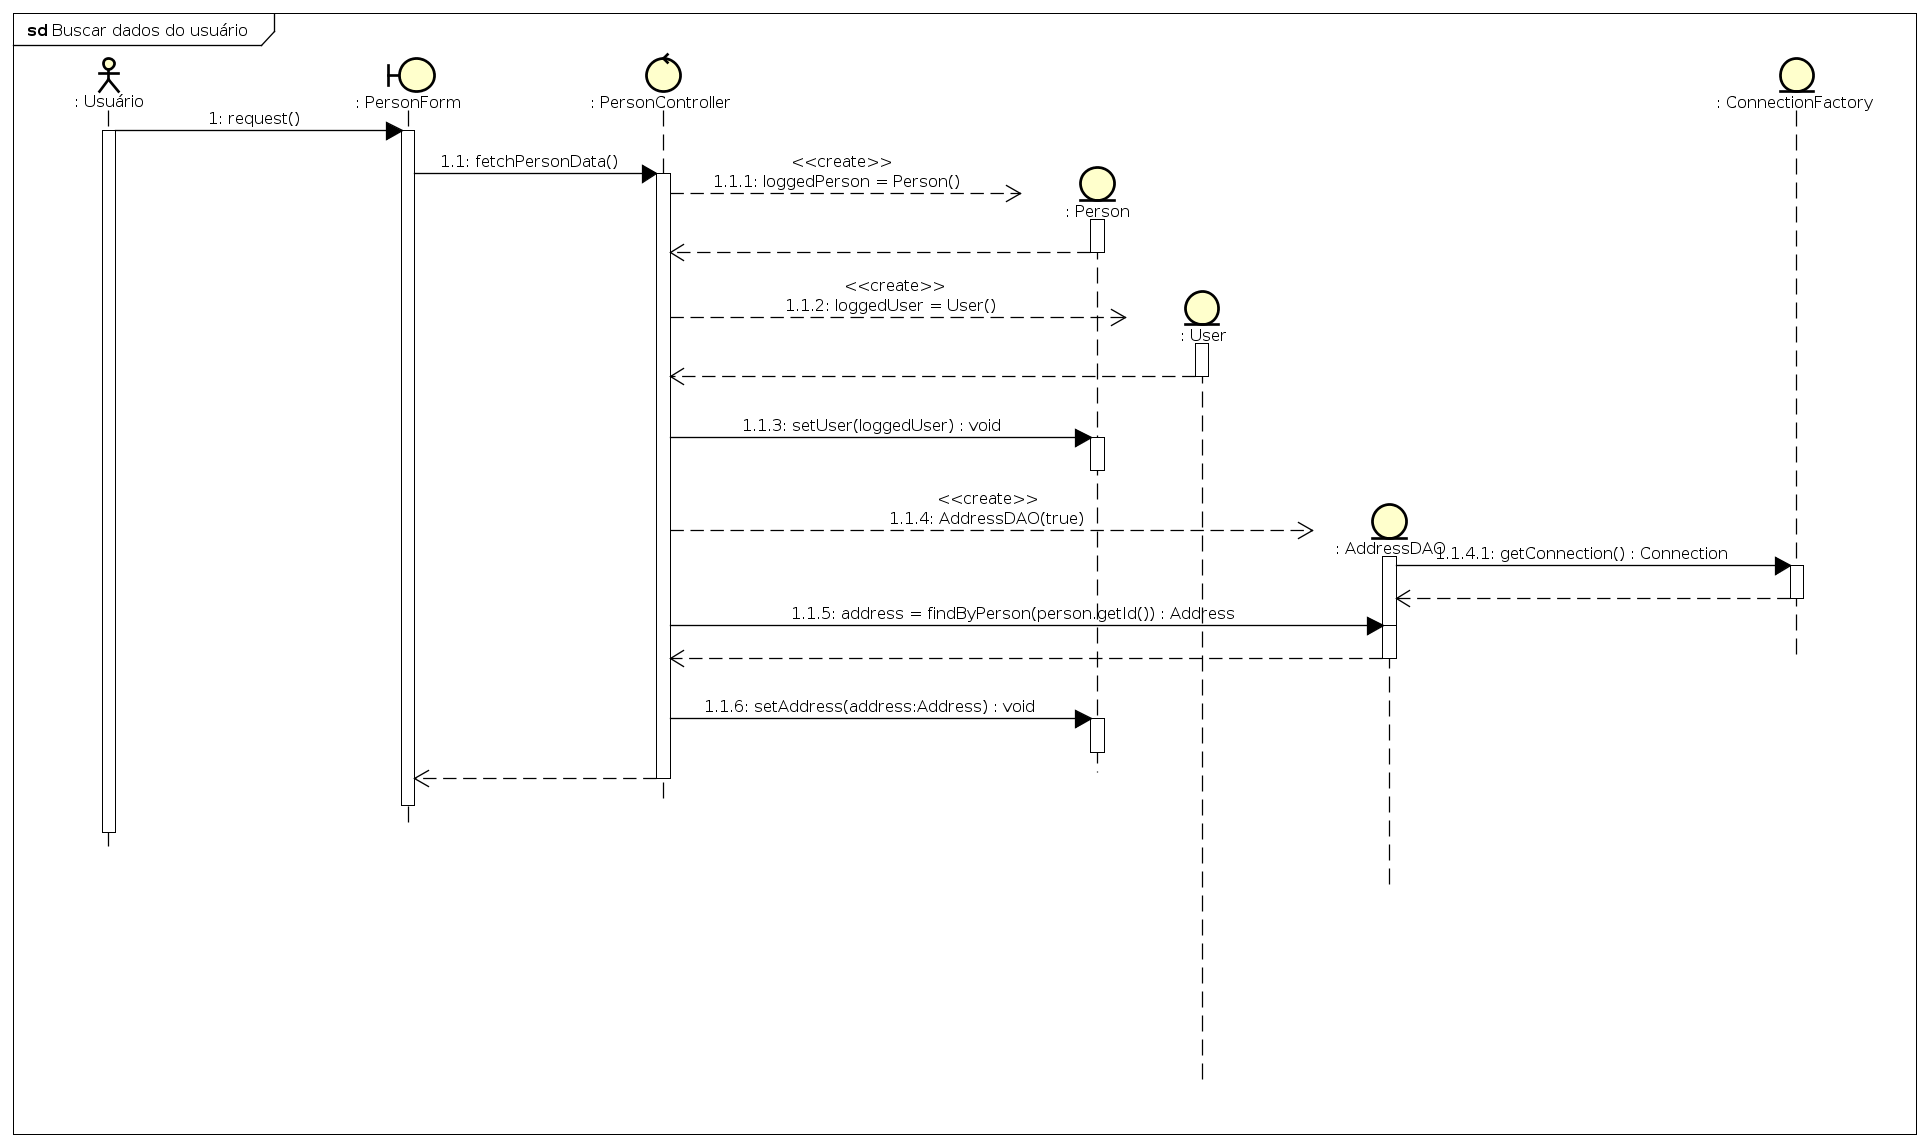 sd Buscar dados do usuário
: Usuário
: PersonForm
: PersonController
: ConnectionFactory
1: request()
1.1: fetchPersonData()
<<create>>
1.1.1: loggedPerson = Person()
: Person
<<create>>
1.1.2: loggedUser = User()
: User
1.1.3: setUser(loggedUser) : void
<<create>>
1.1.4: AddressDAO(true)
: AddressDAO
1.1.4.1: getConnection() : Connection
1.1.5: address = findByPerson(person.getId()) : Address
1.1.6: setAddress(address:Address) : void